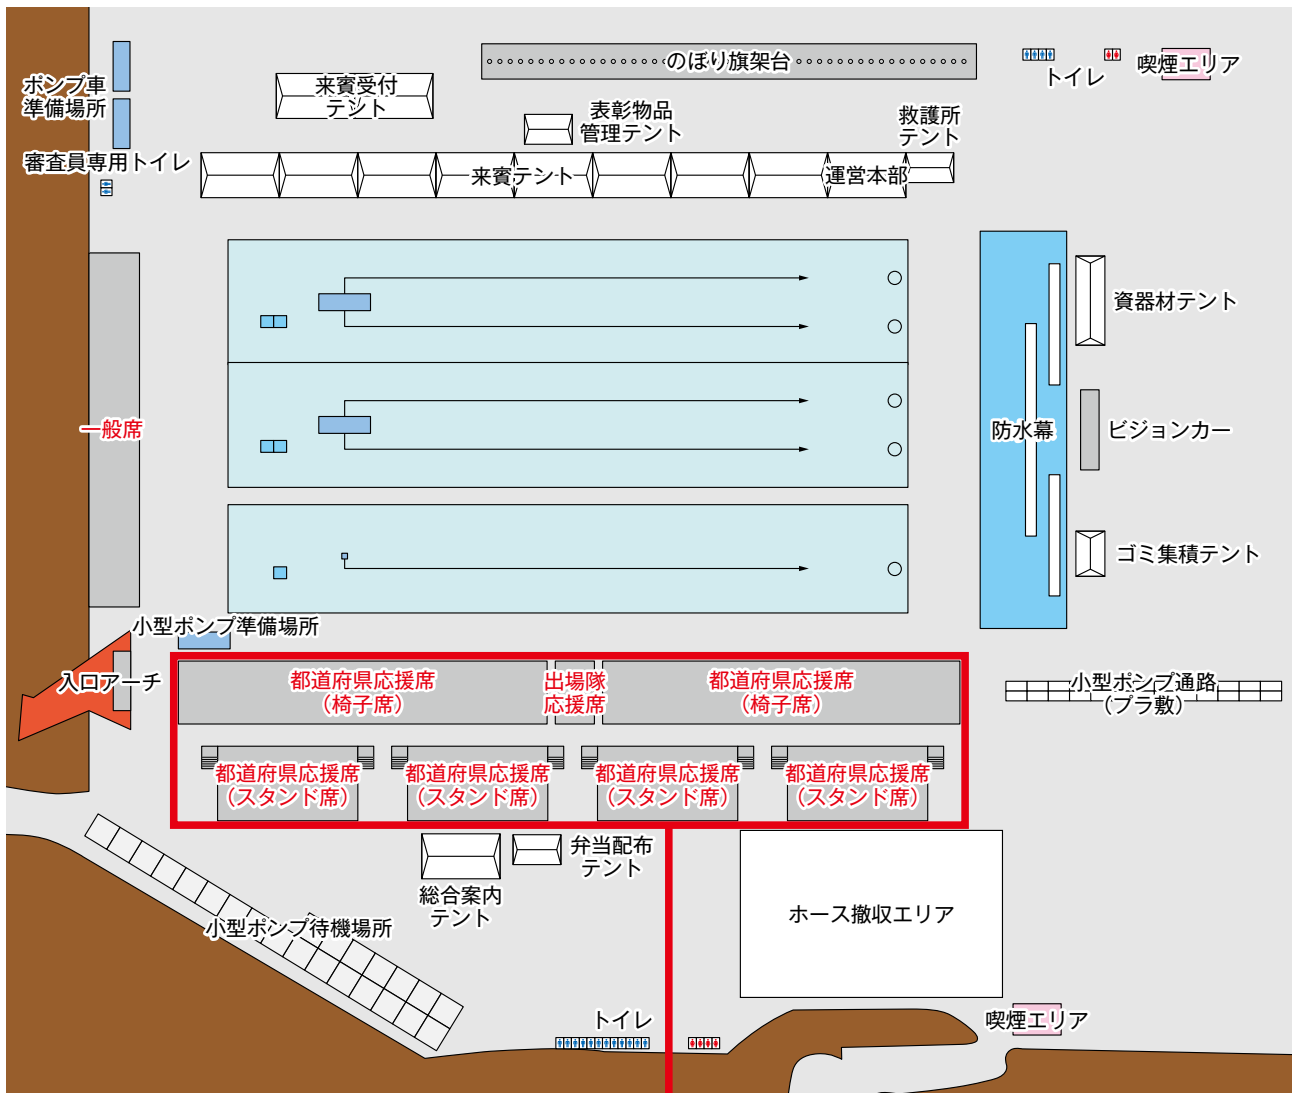 のぼり旗架台
トイレ
喫煙エリア
ポンプ車
準備場所
来賓受付
テント
表彰物品
管理テント
救護所
テント
審査員専用トイレ
来賓テント
運営本部
資器材テント
一般席
防水幕
ビジョンカー
ゴミ集積テント
小型ポンプ準備場所
入口アーチ
都道府県応援席
（椅子席）
出場隊
応援席
都道府県応援席
（椅子席）
小型ポンプ通路
（プラ敷）
都道府県応援席
（スタンド席）
都道府県応援席
（スタンド席）
都道府県応援席
（スタンド席）
都道府県応援席
（スタンド席）
弁当配布
テント
総合案内
テント
ホース撤収エリア
小型ポンプ待機場所
トイレ
喫煙エリア